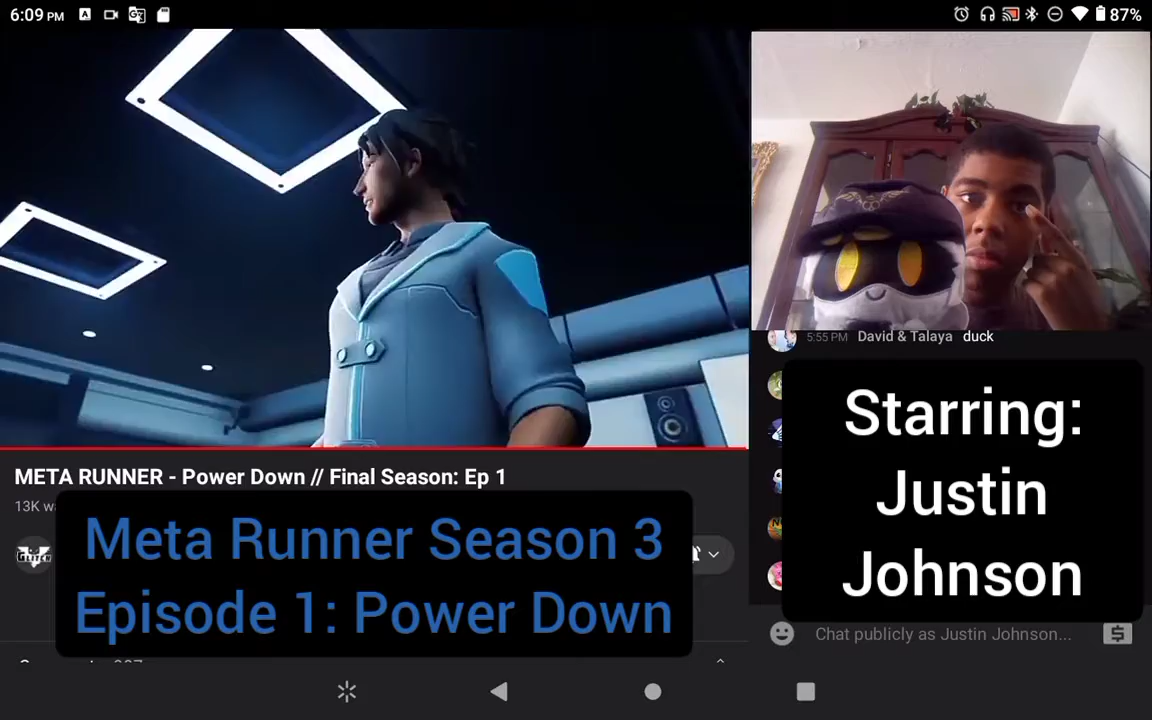 6:09 PM
87%
5:55 PM David & Talaya duck
META RUNNER - Power Down // Final Season: Ep 1
13K
GLITCH
Meta Runner Season 3
Episode 1: Power Down
Starring:
Justin
Johnson
Chat publicly as Justin Johnson...